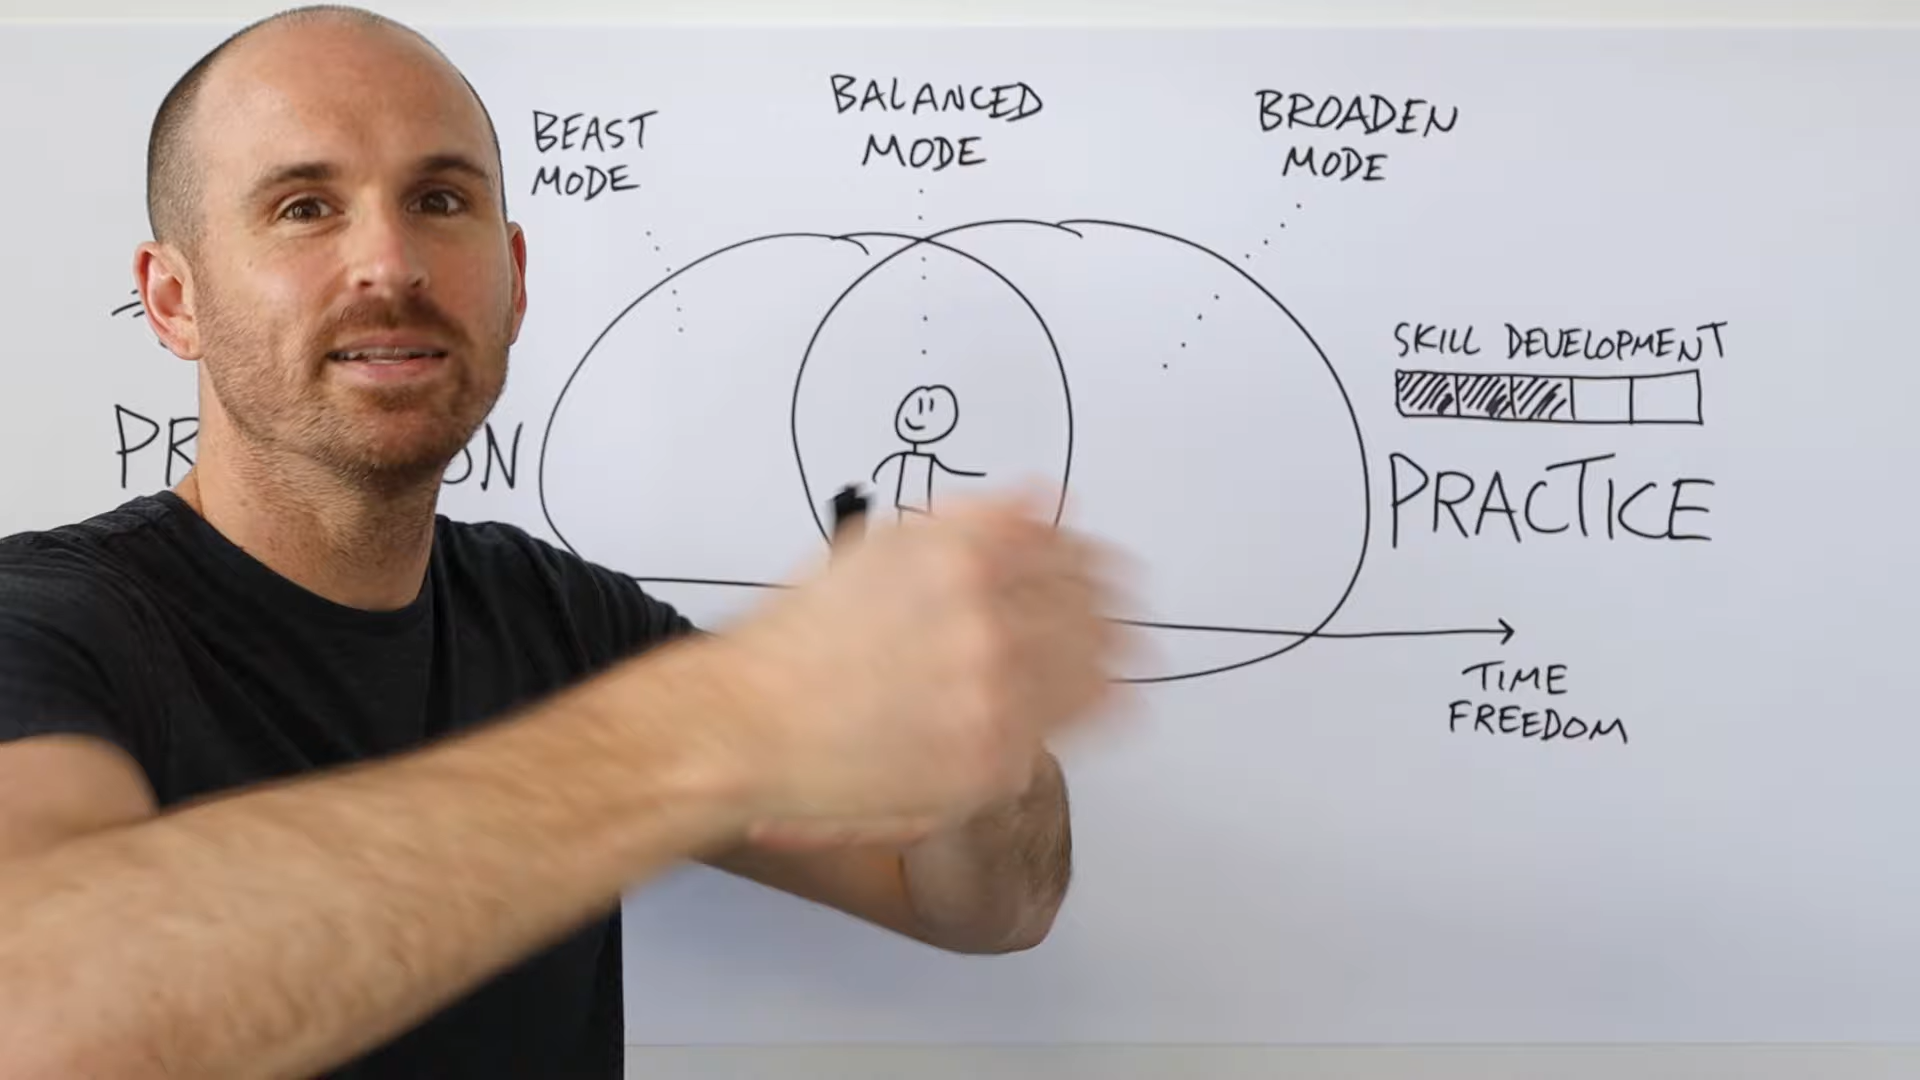 BEAST
MODE
BALANCED
MODE
BROADEN
MODE
SKILL DEVELOPMENT
PRACTICE
TIME
FREEDOM